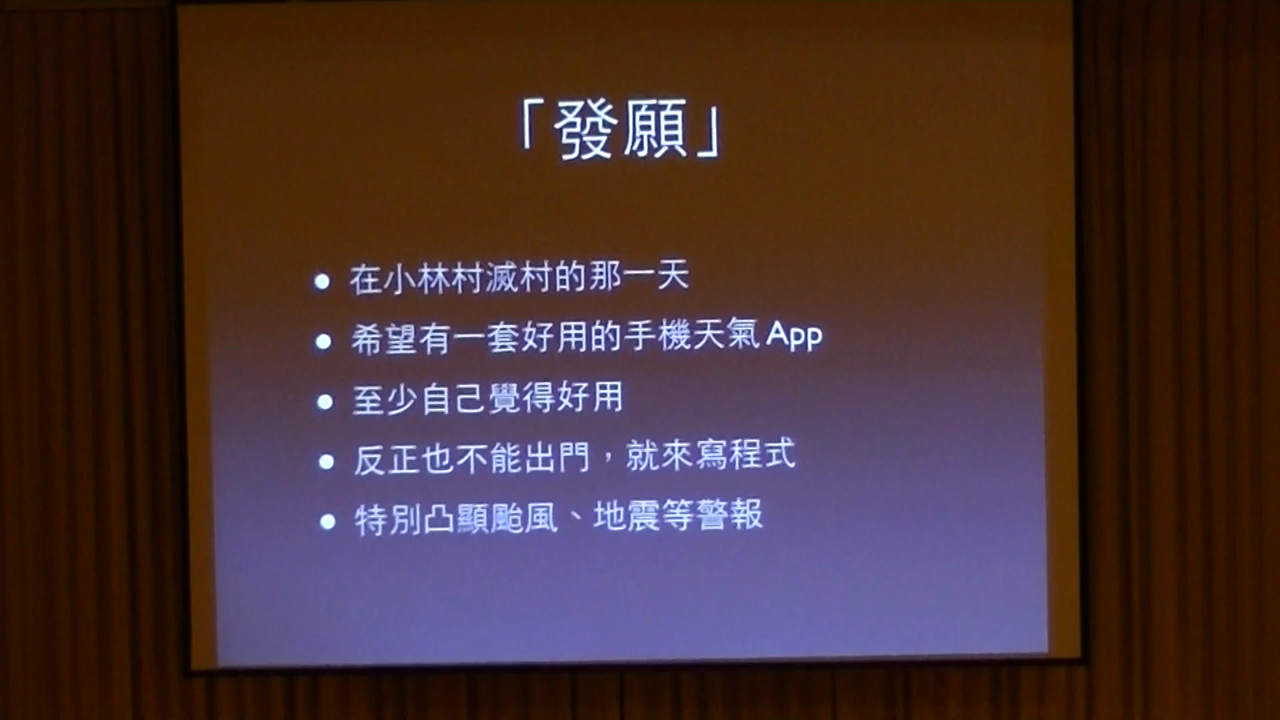 「發願」
• 在小林村滅村的那一天
• 希望有一套好用的手機天氣 App
• 至少自己覺得好用
• 反正也不能出門，就來寫程式
• 特別凸顯颱風、地震等警報